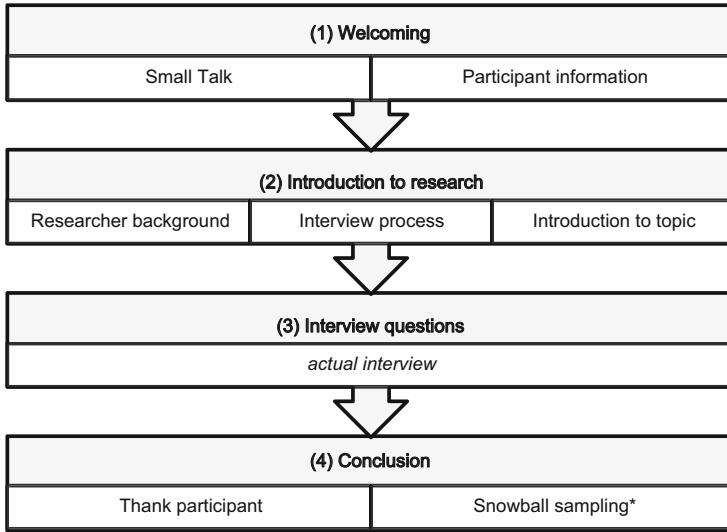 (1) Welcoming
Small Talk
Participant information
(2) Introduction to research
Researcher background
Interview process
Introduction to topic
(3) Interview questions
actual interview
(4) Conclusion
Thank participant
Snowball sampling*